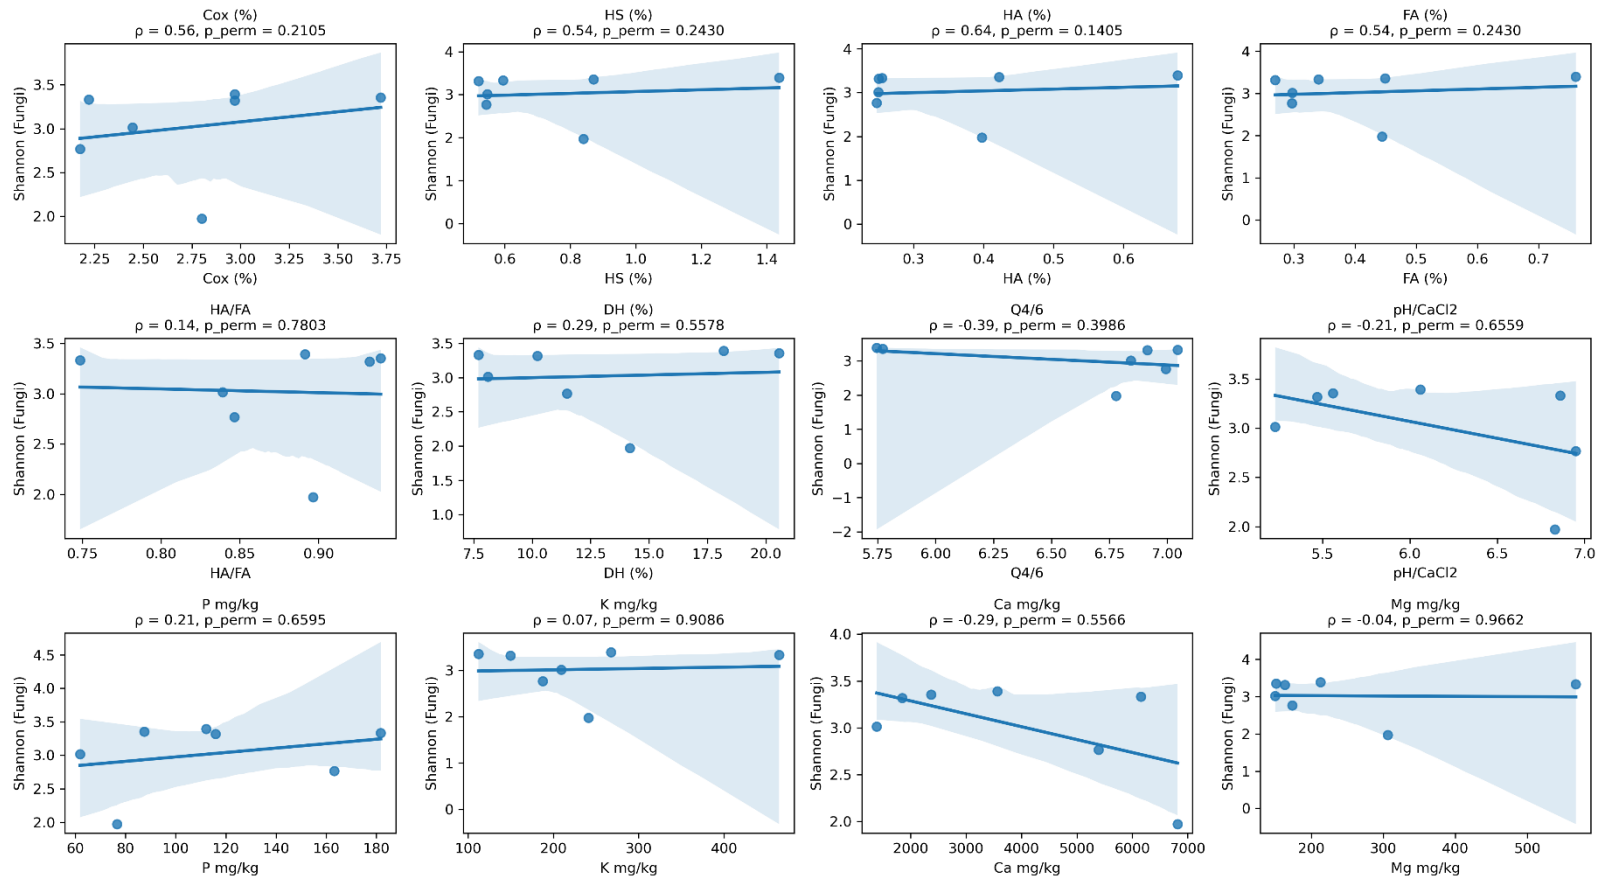 Cox (%)
ρ = 0.56, p_perm = 0.2105
HS (%)
ρ = 0.54, p_perm = 0.2430
HA (%)
ρ = 0.64, p_perm = 0.1405
FA (%)
ρ = 0.54, p_perm = 0.2430
Shannon (Fungi)
3.5
3.0
2.5
2.0
2.25 2.50 2.75 3.00 3.25 3.50 3.75
Cox (%)
Shannon (Fungi)
4
3
2
1
0
0.6 0.8 1.0 1.2 1.4
HS (%)
Shannon (Fungi)
4
3
2
1
0
0.3 0.4 0.5 0.6
HA (%)
Shannon (Fungi)
4
3
2
1
0
0.3 0.4 0.5 0.6 0.7
FA (%)
HA/FA
ρ = 0.14, p_perm = 0.7803
DH (%)
ρ = 0.29, p_perm = 0.5578
Q4/6
ρ = -0.39, p_perm = 0.3986
pH/CaCl2
ρ = -0.21, p_perm = 0.6559
Shannon (Fungi)
3.5
3.0
2.5
2.0
0.75 0.80 0.85 0.90
HA/FA
Shannon (Fungi)
3.5
3.0
2.5
2.0
1.5
1.0
7.5 10.0 12.5 15.0 17.5 20.0
DH (%)
Shannon (Fungi)
3
2
1
0
−1
−2
5.75 6.00 6.25 6.50 6.75 7.00
Q4/6
Shannon (Fungi)
3.5
3.0
2.5
2.0
5.5 6.0 6.5 7.0
pH/CaCl2
P mg/kg
ρ = 0.21, p_perm = 0.6595
K mg/kg
ρ = 0.07, p_perm = 0.9086
Ca mg/kg
ρ = -0.29, p_perm = 0.5566
Mg mg/kg
ρ = -0.04, p_perm = 0.9662
Shannon (Fungi)
4.5
4.0
3.5
3.0
2.5
2.0
60 80 100 120 140 160 180
P mg/kg
Shannon (Fungi)
3
2
1
0
100 200 300 400
K mg/kg
Shannon (Fungi)
4.0
3.5
3.0
2.5
2.0
2000 3000 4000 5000 6000 7000
Ca mg/kg
Shannon (Fungi)
4
3
2
1
0
200 300 400 500
Mg mg/kg